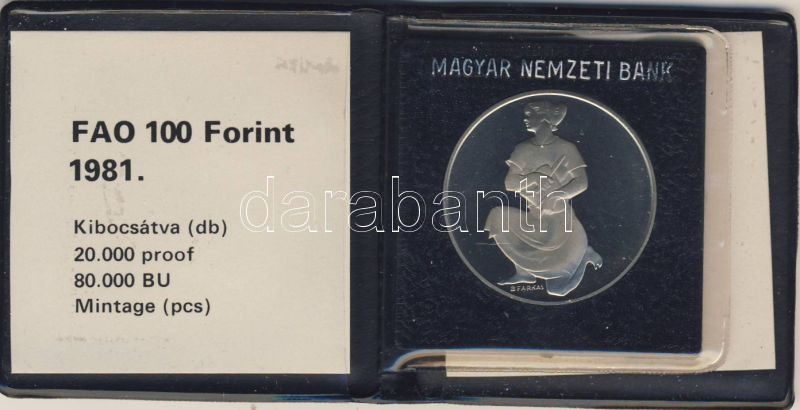 FAO 100 Forint
1981.
Kibocsátva (db)
20.000 proof
80.000 BU
Mintage (pcs)
MAGYAR NEMZETI BANK
B.FARKAS
darabanth